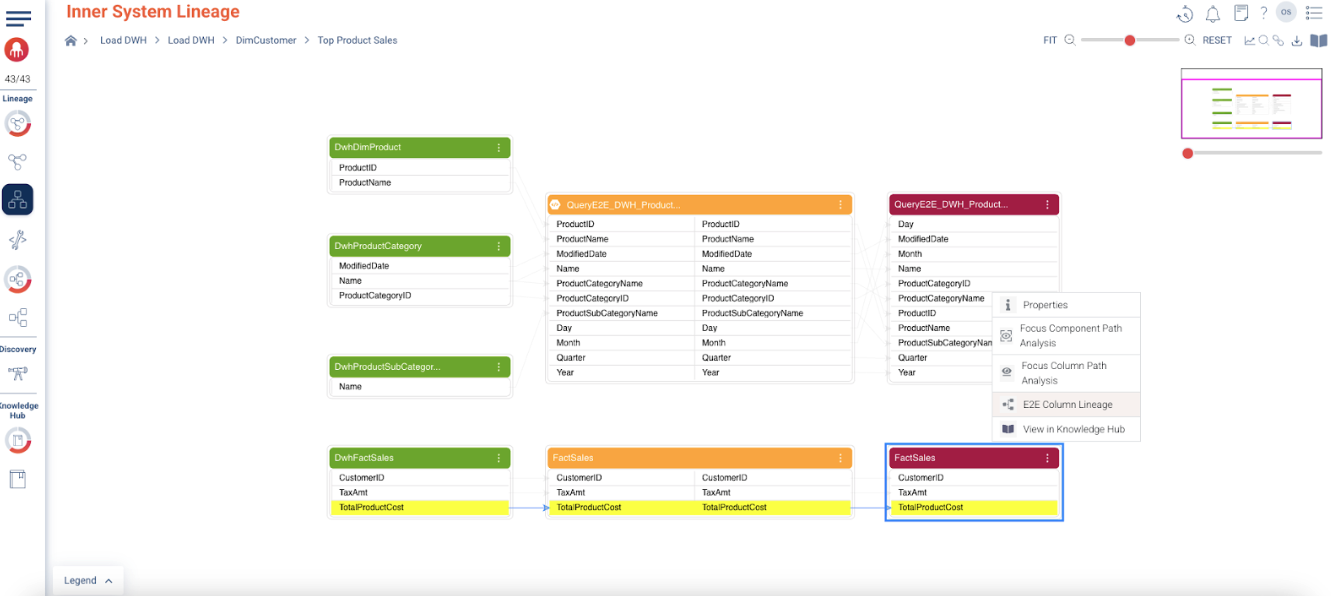 Inner System Lineage
OS
Load DWH > Load DWH > DimCustomer > Top Product Sales
FIT
RESET
43/43
Lineage
Discovery
Knowledge
Hub
DwhDimProduct
ProductID
ProductName
DwhProductCategory
ModifiedDate
Name
ProductCategoryID
DwhProductSubCategor...
Name
DwhFactSales
CustomerID
TaxAmt
TotalProductCost
QueryE2E_DWH_Product...
ProductID ProductID
ProductName ProductName
ModifiedDate ModifiedDate
Name Name
ProductCategoryName ProductCategoryName
ProductCategoryID ProductCategoryID
ProductSubCategoryName ProductSubCategoryName
Day Day
Month Month
Quarter Quarter
Year Year
FactSales
CustomerID CustomerID
TaxAmt TaxAmt
TotalProductCost TotalProductCost
QueryE2E_DWH_Product...
Day
ModifiedDate
Month
Name
ProductCategoryID
ProductCategoryName
ProductID
ProductName
ProductSubCategoryNam
Quarter
Year
Properties
Focus Component Path
Analysis
Focus Column Path
Analysis
E2E Column Lineage
View in Knowledge Hub
FactSales
CustomerID
TaxAmt
TotalProductCost
Legend